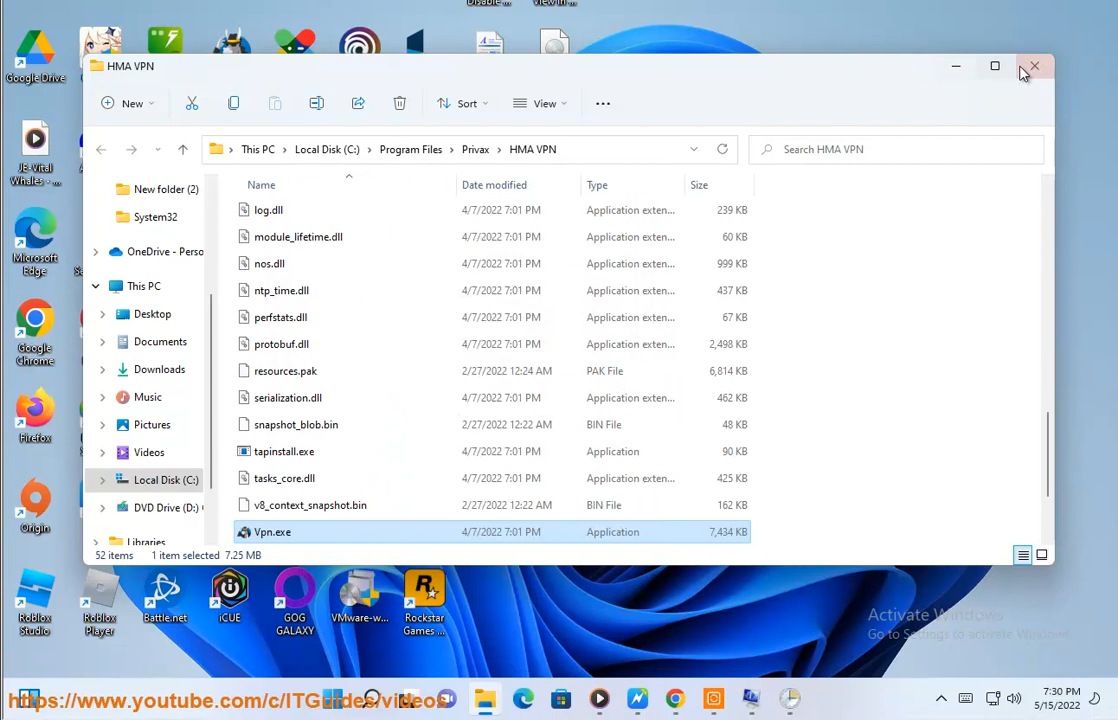 Disable ...
View in ...
Google Drive
HMA VPN
New
Sort
View
This PC
Local Disk (C:)
Program Files
Privax
HMA VPN
Search HMA VPN
JE-Vital
Whales - ...
Microsoft
Edge
Google
Chrome
Firefox
Origin
New folder (2)
System32
OneDrive - Perso
This PC
Desktop
Documents
Downloads
Music
Pictures
Videos
Local Disk (C:)
DVD Drive (D:)
Libraries
Name Date modified Type Size
log.dll 4/7/2022 7:01 PM Application exten... 239 KB
module_lifetime.dll 4/7/2022 7:01 PM Application exten... 60 KB
nos.dll 4/7/2022 7:01 PM Application exten... 999 KB
ntp_time.dll 4/7/2022 7:01 PM Application exten... 437 KB
perfstats.dll 4/7/2022 7:01 PM Application exten... 67 KB
protobuf.dll 4/7/2022 7:01 PM Application exten... 2,498 KB
resources.pak 2/27/2022 12:24 AM PAK File 6,814 KB
serialization.dll 4/7/2022 7:01 PM Application exten... 462 KB
snapshot_blob.bin 2/27/2022 12:22 AM BIN File 48 KB
tapinstall.exe 4/7/2022 7:01 PM Application 90 KB
tasks_core.dll 4/7/2022 7:01 PM Application exten... 425 KB
v8_context_snapshot.bin 2/27/2022 12:22 AM BIN File 162 KB
Vpn.exe 4/7/2022 7:01 PM Application 7,434 KB
52 items 1 item selected 7.25 MB
Roblox
Studio
Roblox
Player
Battle.net
iCUE
GOG
GALAXY
VMware-w...
Rockstar
Games ...
Activate Windows
Go to Settings to activate Windows.
https://www.youtube.com/c/ITGuides/videos
7:30 PM
5/15/2022